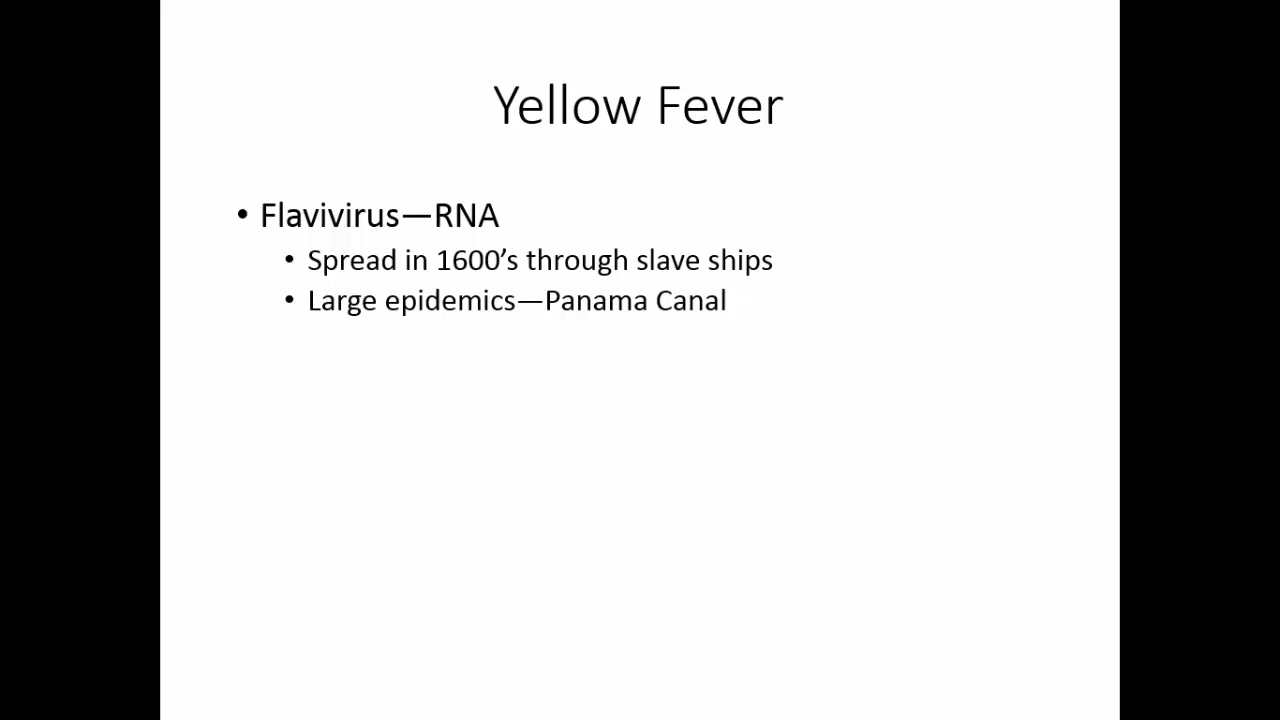 Yellow Fever
• Flavivirus—RNA
• Spread in 1600’s through slave ships
• Large epidemics—Panama Canal